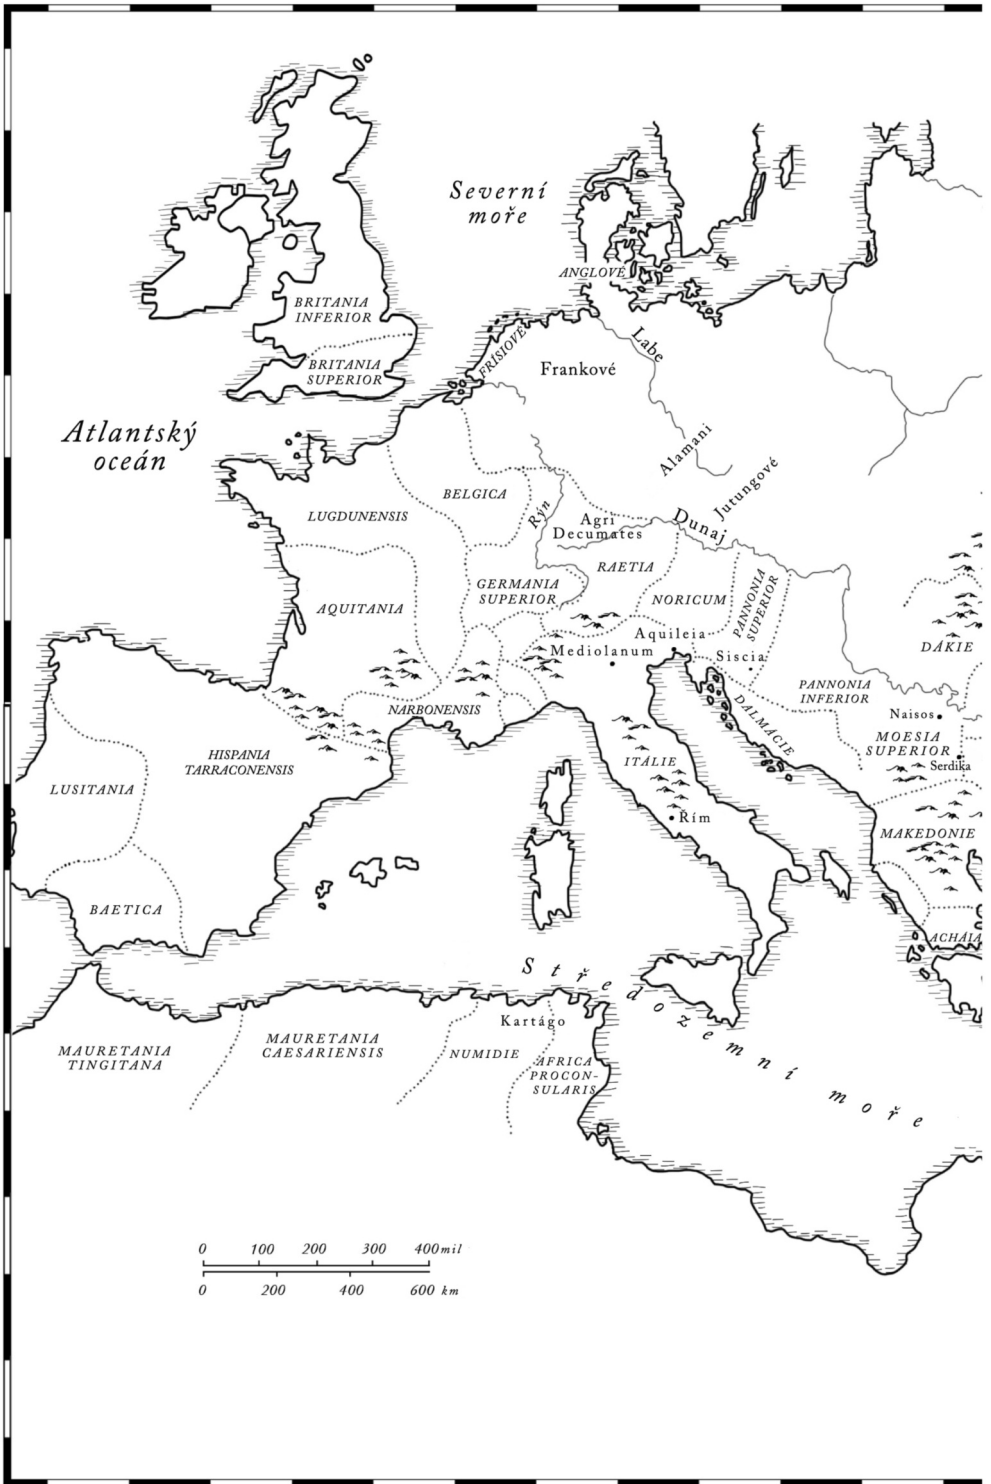 Severní
moře
ANGLOVÉ
BRITANIA
INFERIOR
BRITANIA
SUPERIOR
FRÍSIOVÉ
Labe
Frankové
Atlantský
oceán
Alamani
Jutungové
BELGICA
Rýn
LUGDUNENSIS
Agri
Decumates
Dunaj
RAETIA
GERMANIA
SUPERIOR
NORICUM
PANNONIA
SUPERIOR
AQUITANIA
Aquileia
Mediolanum
Siscia
DÁKIE
PANNONIA
INFERIOR
NARBONENSIS
DALMÁCIE
Naisos
MOESIA
SUPERIOR
Serdika
HISPANIA
TARRACONENSIS
ITÁLIE
LUSITANIA
Řím
MAKEDONIE
BAETICA
ACHÁIA
Středozemní moře
Kartágo
MAURETANIA
TINGITANA
MAURETANIA
CAESARIENSIS
NUMIDIE
AFRICA
PROCON-
SULARIS
0 100 200 300 400 mil
0 200 400 600 km